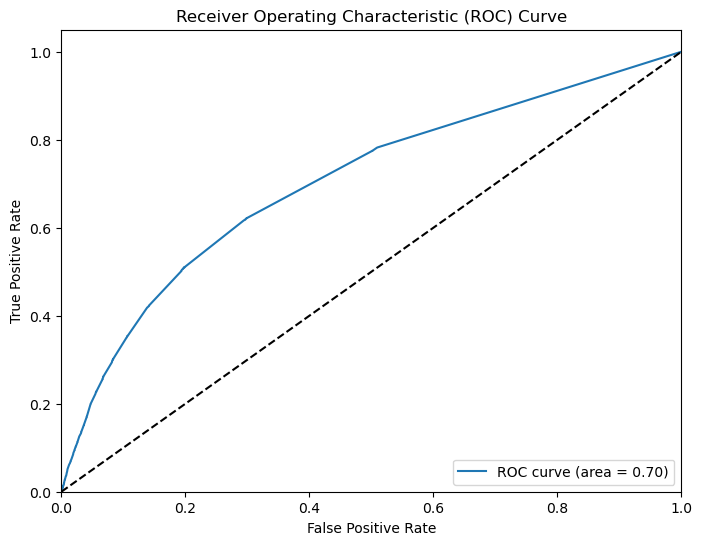 Receiver Operating Characteristic (ROC) Curve
1.0
0.8
0.6
0.4
0.2
0.0
True Positive Rate
ROC curve (area = 0.70)
0.0 0.2 0.4 0.6 0.8 1.0
False Positive Rate